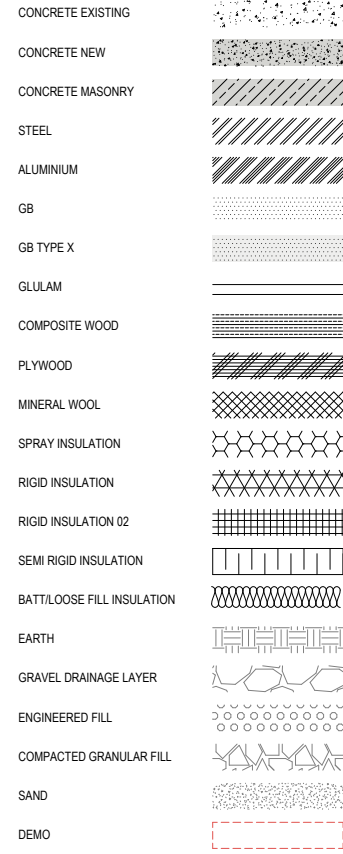 CONCRETE EXISTING
CONCRETE NEW
CONCRETE MASONRY
STEEL
ALUMINIUM
GB
GB TYPE X
GLULAM
COMPOSITE WOOD
PLYWOOD
MINERAL WOOL
SPRAY INSULATION
RIGID INSULATION
RIGID INSULATION 02
SEMI RIGID INSULATION
BATT/LOOSE FILL INSULATION
EARTH
GRAVEL DRAINAGE LAYER
ENGINEERED FILL
COMPACTED GRANULAR FILL
SAND
DEMO